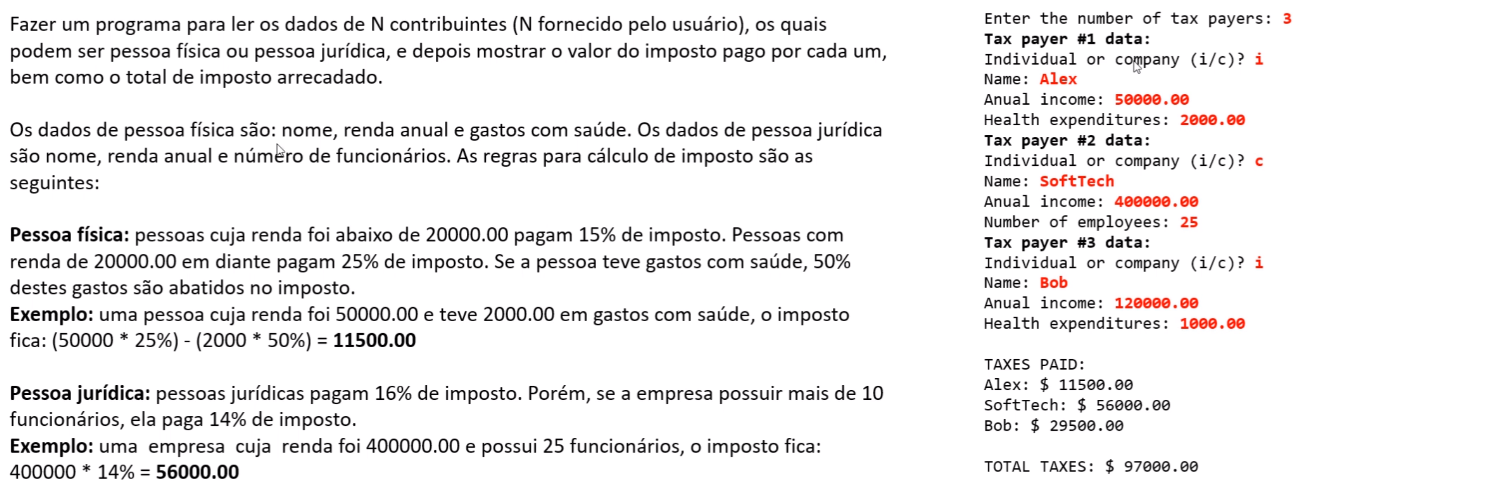 Fazer um programa para ler os dados de N contribuintes (N fornecido pelo usuário), os quais
podem ser pessoa física ou pessoa jurídica, e depois mostrar o valor do imposto pago por cada um,
bem como o total de imposto arrecadado.
Os dados de pessoa física são: nome, renda anual e gastos com saúde. Os dados de pessoa jurídica
são nome, renda anual e número de funcionários. As regras para cálculo de imposto são as
seguintes:
Pessoa física: pessoas cuja renda foi abaixo de 20000.00 pagam 15% de imposto. Pessoas com
renda de 20000.00 em diante pagam 25% de imposto. Se a pessoa teve gastos com saúde, 50%
destes gastos são abatidos no imposto.
Exemplo: uma pessoa cuja renda foi 50000.00 e teve 2000.00 em gastos com saúde, o imposto
fica: (50000 * 25%) - (2000 * 50%) = 11500.00
Pessoa jurídica: pessoas jurídicas pagam 16% de imposto. Porém, se a empresa possuir mais de 10
funcionários, ela paga 14% de imposto.
Exemplo: uma empresa cuja renda foi 400000.00 e possui 25 funcionários, o imposto fica:
400000 * 14% = 56000.00
Enter the number of tax payers: 3
Tax payer #1 data:
Individual or company (i/c)? i
Name: Alex
Anual income: 50000.00
Health expenditures: 2000.00
Tax payer #2 data:
Individual or company (i/c)? c
Name: SoftTech
Anual income: 400000.00
Number of employees: 25
Tax payer #3 data:
Individual or company (i/c)? i
Name: Bob
Anual income: 120000.00
Health expenditures: 1000.00
TAXES PAID:
Alex: $ 11500.00
SoftTech: $ 56000.00
Bob: $ 29500.00
TOTAL TAXES: $ 97000.00